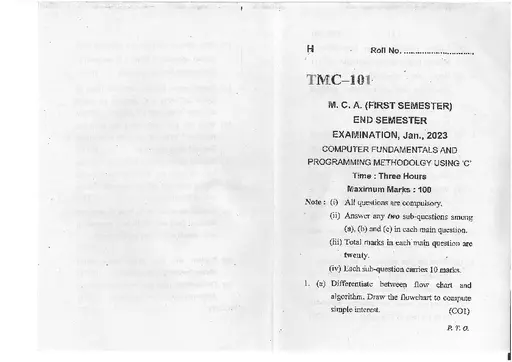 H Roll No. ..............................
TMC–101
M. C. A. (FIRST SEMESTER)
END SEMESTER
EXAMINATION, Jan., 2023
COMPUTER FUNDAMENTALS AND
PROGRAMMING METHODOLGY USING 'C'
Time : Three Hours
Maximum Marks : 100
Note : (i) All questions are compulsory.
(ii) Answer any two sub-questions among
(a), (b) and (c) in each main question.
(iii) Total marks in each main question are
twenty.
(iv) Each sub-question carries 10 marks.
1. (a) Differentiate between flow chart and
algorithm. Draw the flowchart to compute
simple interest. (CO1)
P. T. O.